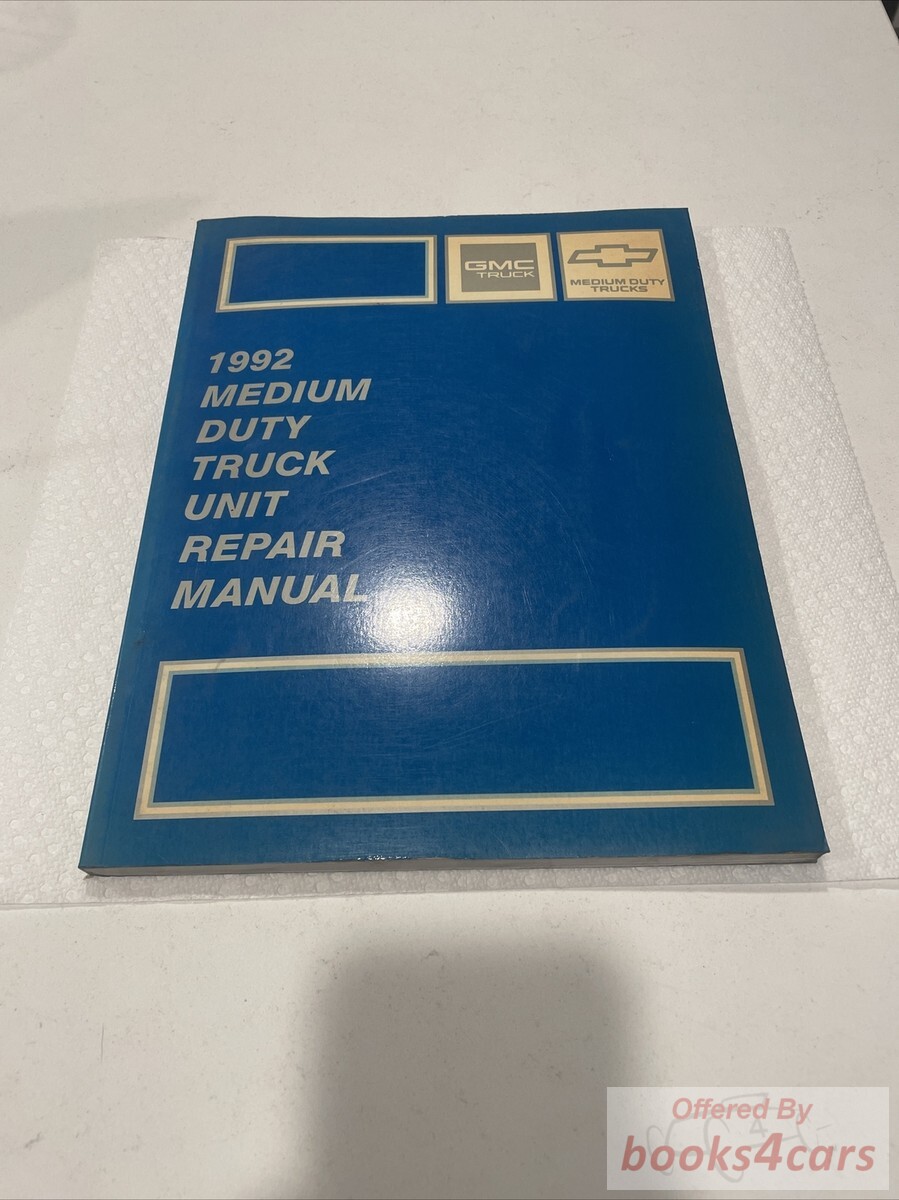 GMC
TRUCK
MEDIUM DUTY
TRUCKS
1992
MEDIUM
DUTY
TRUCK
UNIT
REPAIR
MANUAL
Offered By
books4cars